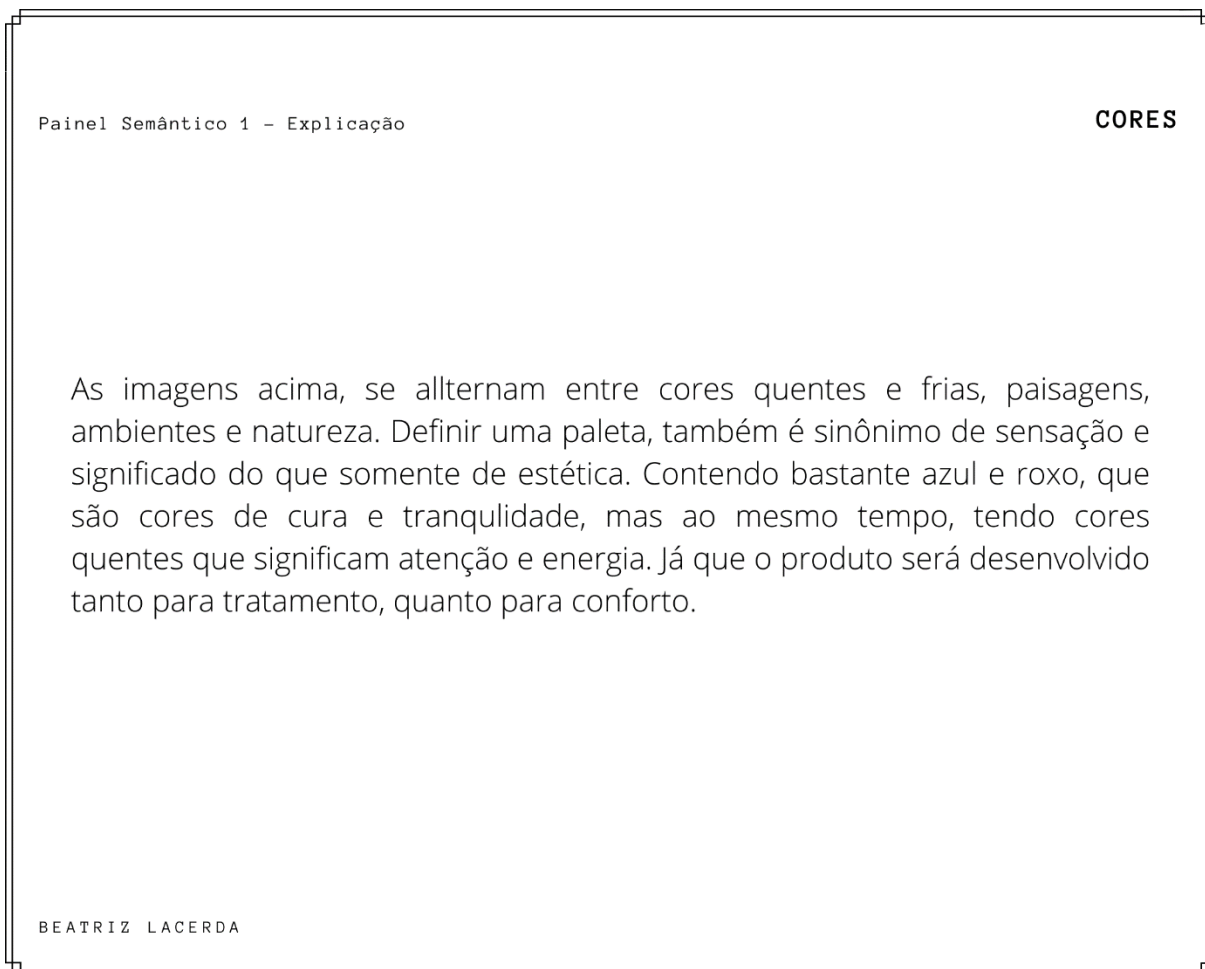 Painel Semântico 1 - Explicação
CORES
As imagens acima, se allternam entre cores quentes e frias, paisagens,
ambientes e natureza. Definir uma paleta, também é sinônimo de sensação e
significado do que somente de estética. Contendo bastante azul e roxo, que
são cores de cura e tranqulidade, mas ao mesmo tempo, tendo cores
quentes que significam atenção e energia. Já que o produto será desenvolvido
tanto para tratamento, quanto para conforto.
BEATRIZ LACERDA